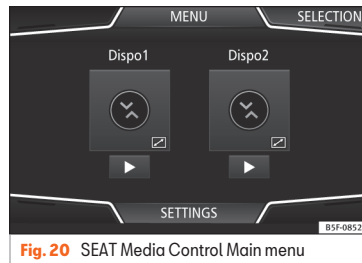 MENU SELECTION
Dispo1 Dispo2
SETTINGS
B5F-0852
Fig. 20 SEAT Media Control Main menu